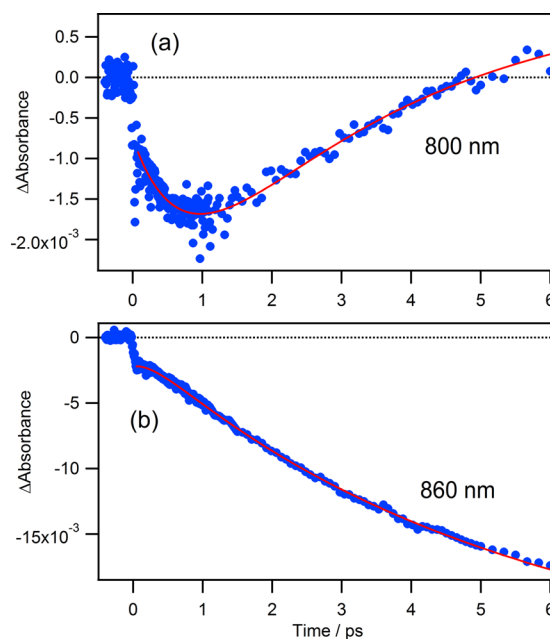 0.5
(a)
0.0
-0.5
-1.0
-1.5
-2.0x10⁻³
ΔAbsorbance
800 nm
0 1 2 3 4 5 6
0
-5
-10
-15x10⁻³
ΔAbsorbance
(b)
860 nm
0 1 2 3 4 5 6
Time / ps